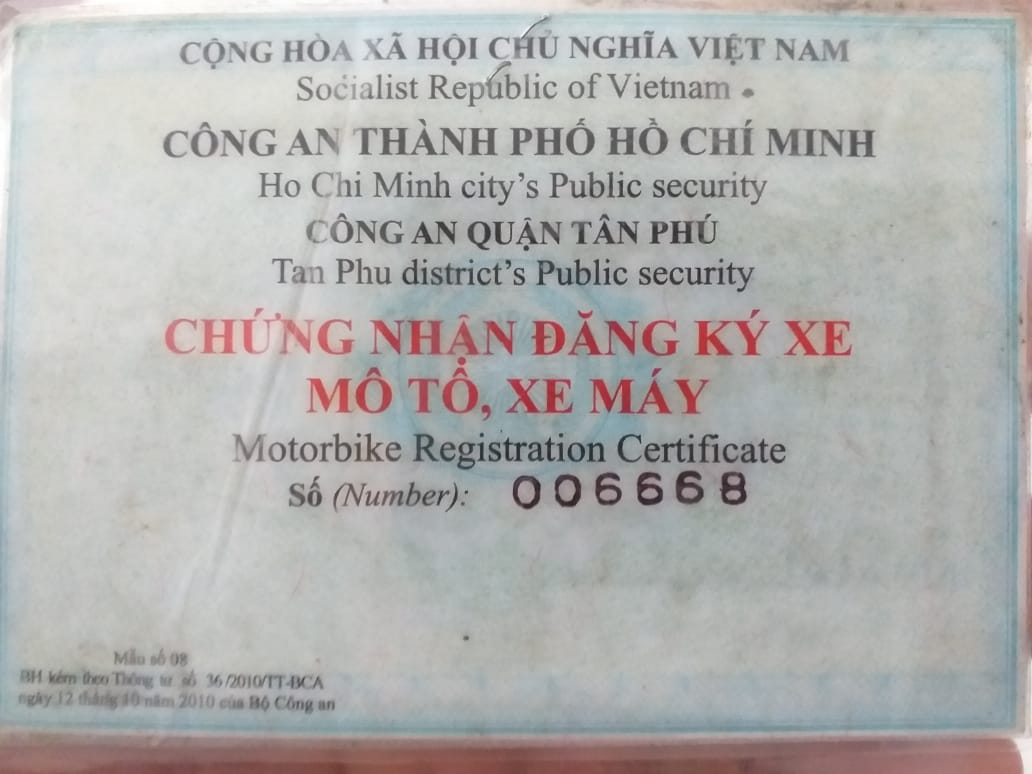 CỘNG HÒA XÃ HỘI CHỦ NGHĨA VIỆT NAM
Socialist Republic of Vietnam
CÔNG AN THÀNH PHỐ HỒ CHÍ MINH
Ho Chi Minh city's Public security
CÔNG AN QUẬN TÂN PHÚ
Tan Phu district's Public security
CHỨNG NHẬN ĐĂNG KÝ XE
MÔ TÔ, XE MÁY
Motorbike Registration Certificate
Số (Number): 006668
Mẫu số 08
BH kèm theo Thông tư số 36/2010/TT-BCA
ngày 12 tháng 10 năm 2010 của Bộ Công an